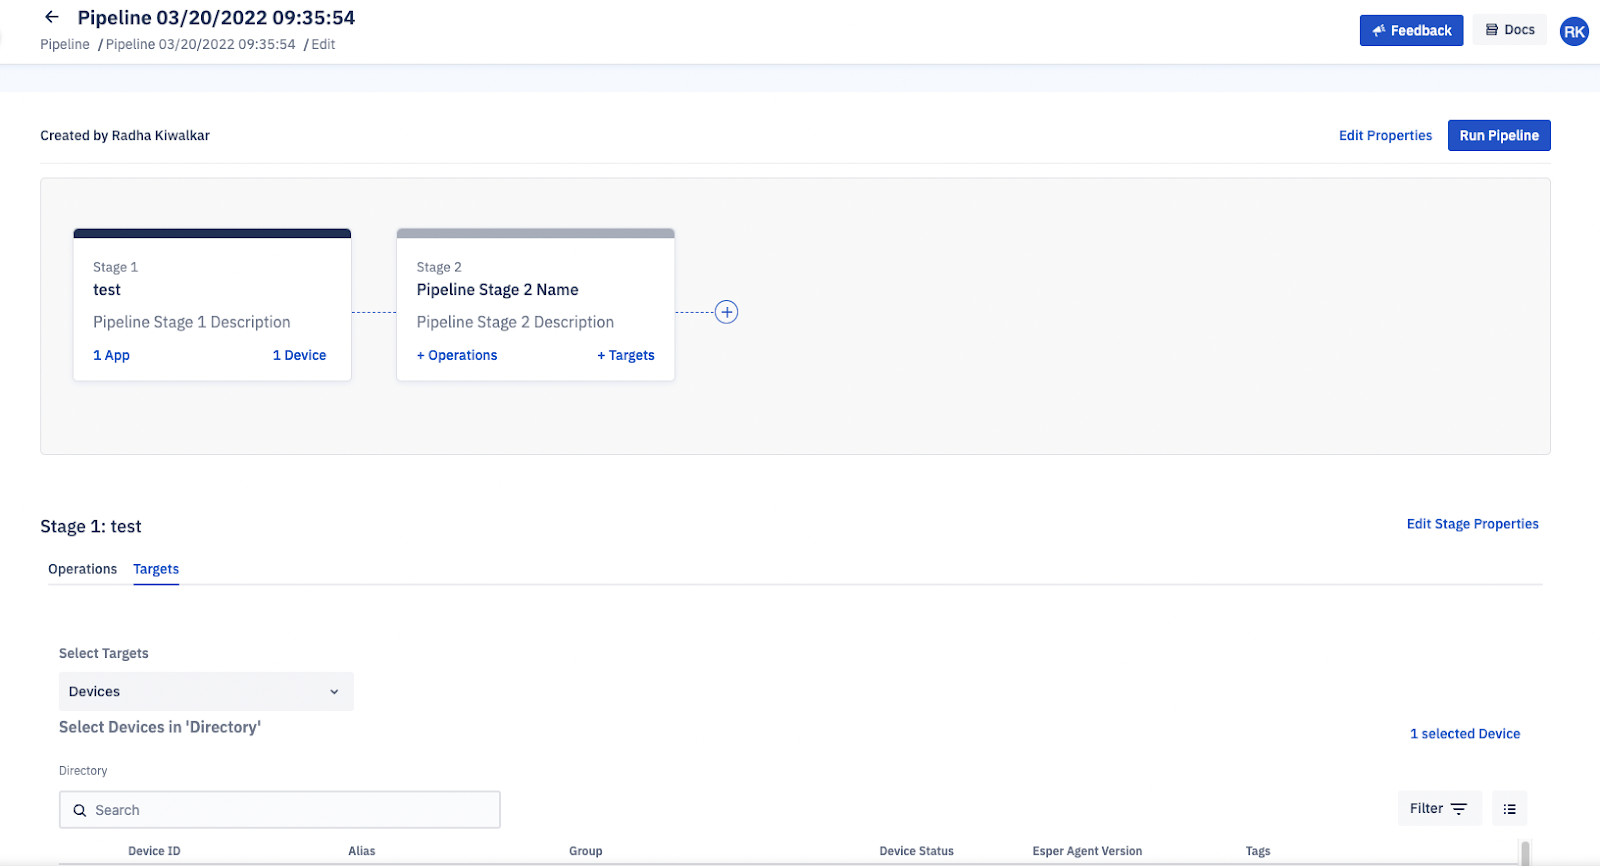 Pipeline 03/20/2022 09:35:54
Pipeline / Pipeline 03/20/2022 09:35:54 / Edit
Feedback
Docs
RK
Created by Radha Kiwalkar
Edit Properties
Run Pipeline
Stage 1
test
Pipeline Stage 1 Description
1 App
1 Device
Stage 2
Pipeline Stage 2 Name
Pipeline Stage 2 Description
+ Operations
+ Targets
Stage 1: test
Edit Stage Properties
Operations
Targets
Select Targets
Devices
Select Devices in 'Directory'
1 selected Device
Directory
Search
Filter
Device ID
Alias
Group
Device Status
Esper Agent Version
Tags